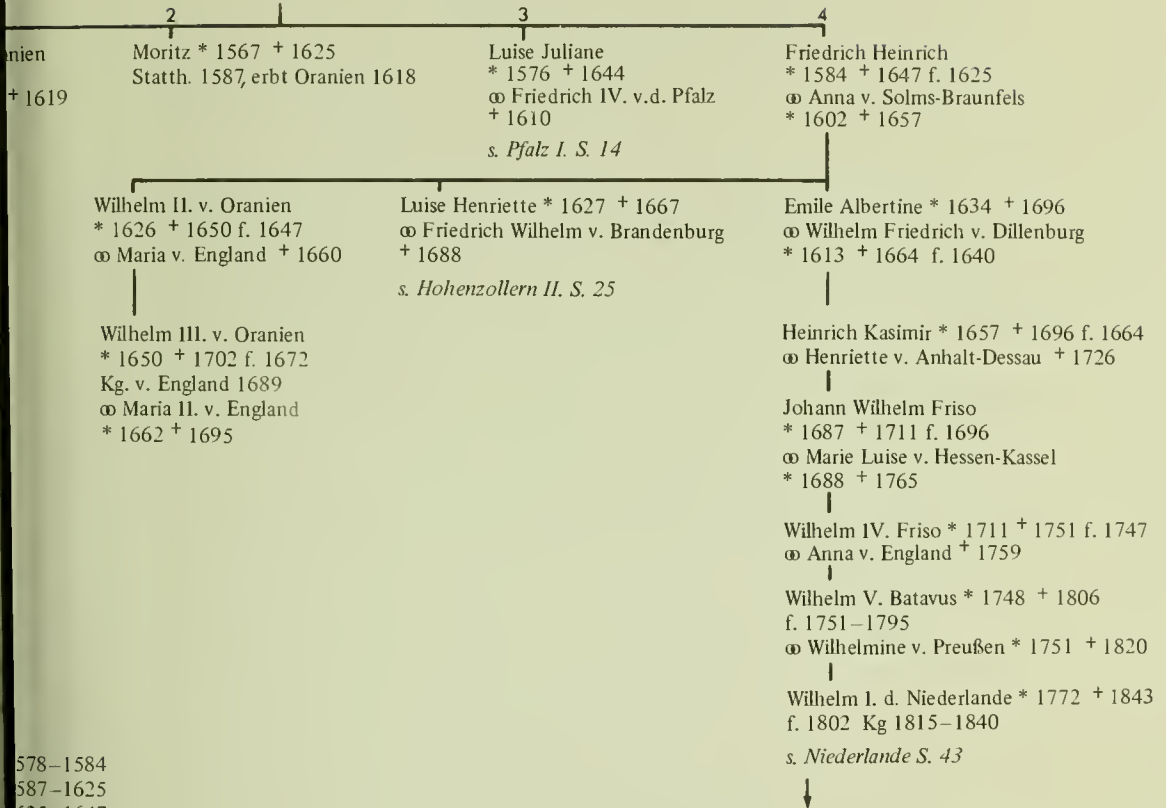 2
3
4
nien
+ 1619
Moritz * 1567 + 1625
Statth. 1587, erbt Oranien 1618
Luise Juliane
* 1576 + 1644
⚭ Friedrich IV. v.d. Pfalz
+ 1610
s. Pfalz I. S. 14
Friedrich Heinrich
* 1584 + 1647 f. 1625
⚭ Anna v. Solms-Braunfels
* 1602 + 1657
Wilhelm II. v. Oranien
* 1626 + 1650 f. 1647
⚭ Maria v. England + 1660
Luise Henriette * 1627 + 1667
⚭ Friedrich Wilhelm v. Brandenburg
+ 1688
s. Hohenzollern II. S. 25
Emile Albertine * 1634 + 1696
⚭ Wilhelm Friedrich v. Dillenburg
* 1613 + 1664 f. 1640
Wilhelm III. v. Oranien
* 1650 + 1702 f. 1672
Kg. v. England 1689
⚭ Maria II. v. England
* 1662 + 1695
Heinrich Kasimir * 1657 + 1696 f. 1664
⚭ Henriette v. Anhalt-Dessau + 1726
Johann Wilhelm Friso
* 1687 + 1711 f. 1696
⚭ Marie Luise v. Hessen-Kassel
* 1688 + 1765
Wilhelm IV. Friso * 1711 + 1751 f. 1747
⚭ Anna v. England + 1759
Wilhelm V. Batavus * 1748 + 1806
f. 1751–1795
⚭ Wilhelmine v. Preußen * 1751 + 1820
Wilhelm I. d. Niederlande * 1772 + 1843
f. 1802 Kg 1815–1840
s. Niederlande S. 43
578–1584
587–1625